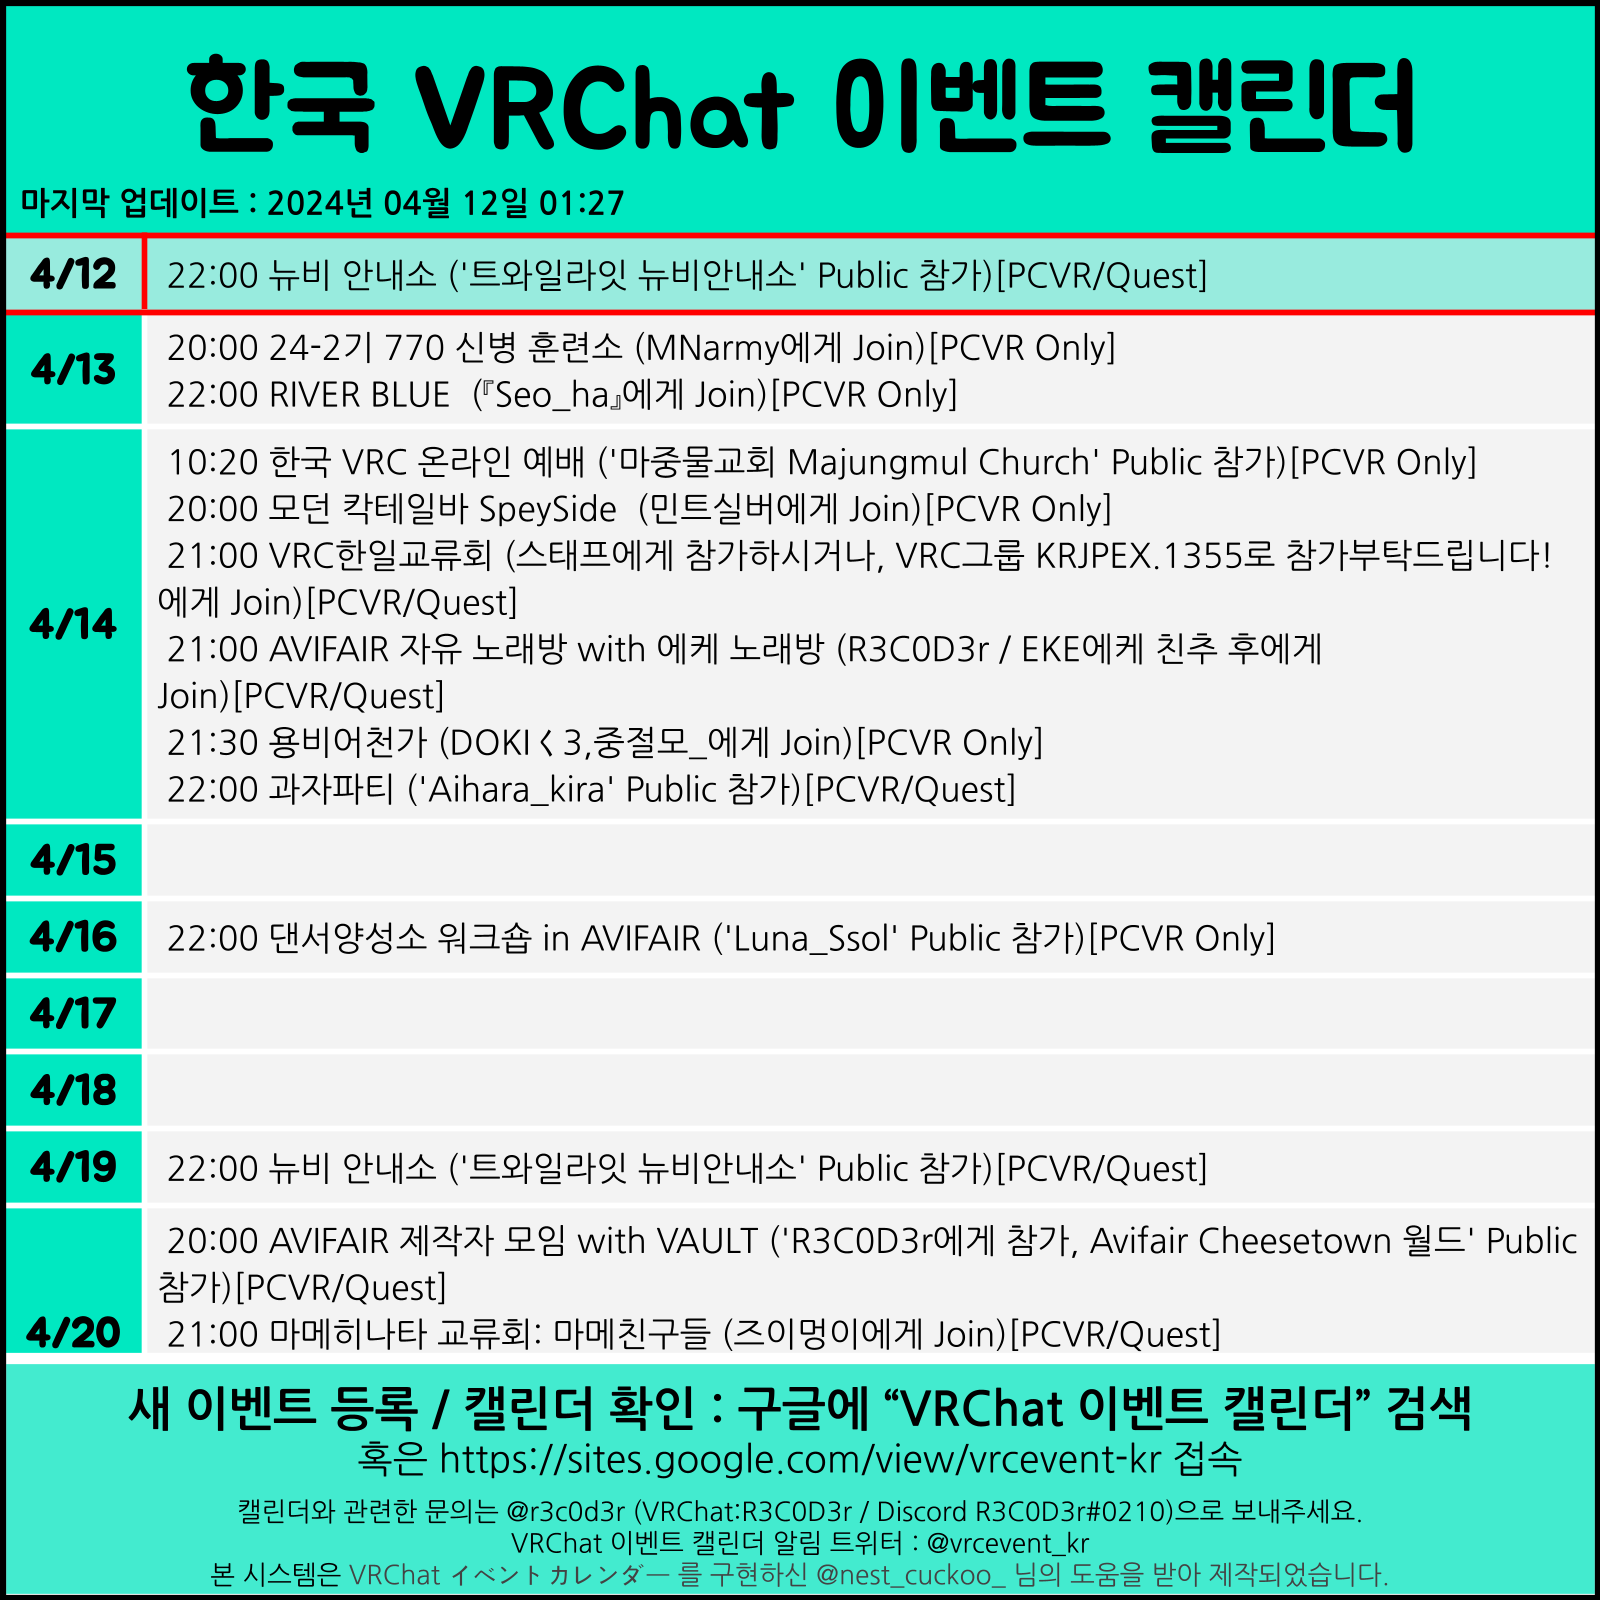 한국 VRChat 이벤트 캘린더
마지막 업데이트 : 2024년 04월 12일 01:27
4/12
22:00 뉴비 안내소 ('트와일라잇 뉴비안내소' Public 참가)[PCVR/Quest]
4/13
20:00 24-2기 770 신병 훈련소 (MNarmy에게 Join)[PCVR Only]
22:00 RIVER BLUE  (『Seo_ha』에게 Join)[PCVR Only]
4/14
10:20 한국 VRC 온라인 예배 ('마중물교회 Majungmul Church' Public 참가)[PCVR Only]
20:00 모던 칵테일바 SpeySide  (민트실버에게 Join)[PCVR Only]
21:00 VRC한일교류회 (스태프에게 참가하시거나, VRC그룹 KRJPEX.1355로 참가부탁드립니다!
에게 Join)[PCVR/Quest]
21:00 AVIFAIR 자유 노래방 with 에케 노래방 (R3C0D3r / EKE에케 친추 후에게
Join)[PCVR/Quest]
21:30 용비어천가 (DOKIく3,중절모_에게 Join)[PCVR Only]
22:00 과자파티 ('Aihara_kira' Public 참가)[PCVR/Quest]
4/15
4/16
22:00 댄서양성소 워크숍 in AVIFAIR ('Luna_Ssol' Public 참가)[PCVR Only]
4/17
4/18
4/19
22:00 뉴비 안내소 ('트와일라잇 뉴비안내소' Public 참가)[PCVR/Quest]
4/20
20:00 AVIFAIR 제작자 모임 with VAULT ('R3C0D3r에게 참가, Avifair Cheesetown 월드' Public
참가)[PCVR/Quest]
21:00 마메히나타 교류회: 마메친구들 (즈이멍이에게 Join)[PCVR/Quest]
새 이벤트 등록 / 캘린더 확인 : 구글에 “VRChat 이벤트 캘린더” 검색
혹은 https://sites.google.com/view/vrcevent-kr 접속
캘린더와 관련한 문의는 @r3c0d3r (VRChat:R3C0D3r / Discord R3C0D3r#0210)으로 보내주세요.
VRChat 이벤트 캘린더 알림 트위터 : @vrcevent_kr
본 시스템은 VRChat イベントカレンダー 를 구현하신 @nest_cuckoo_ 님의 도움을 받아 제작되었습니다.